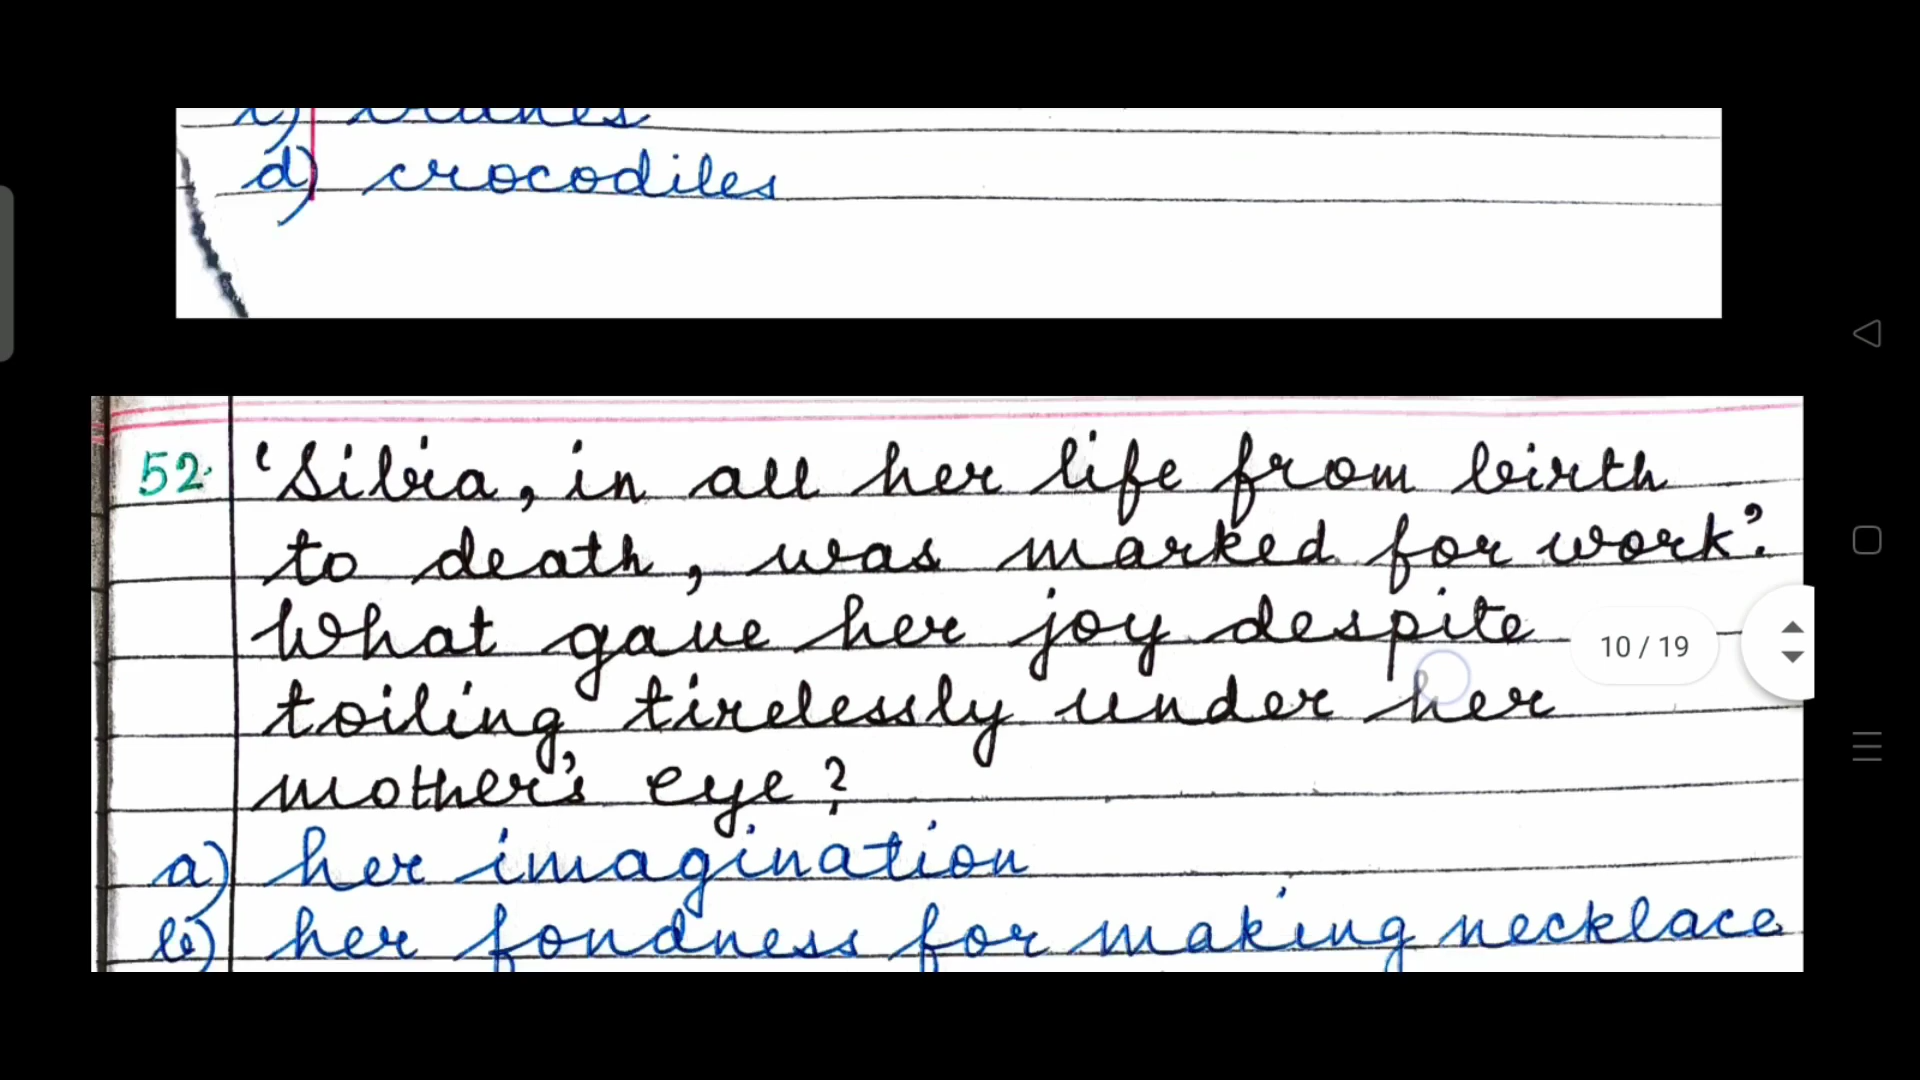 d) crocodiles
52. 'Sibia, in all her life from birth
to death, was marked for work'.
What gave her joy despite
10 / 19
toiling tirelessly under her
mother's eye?
a) her imagination
b) her fondness for making necklace